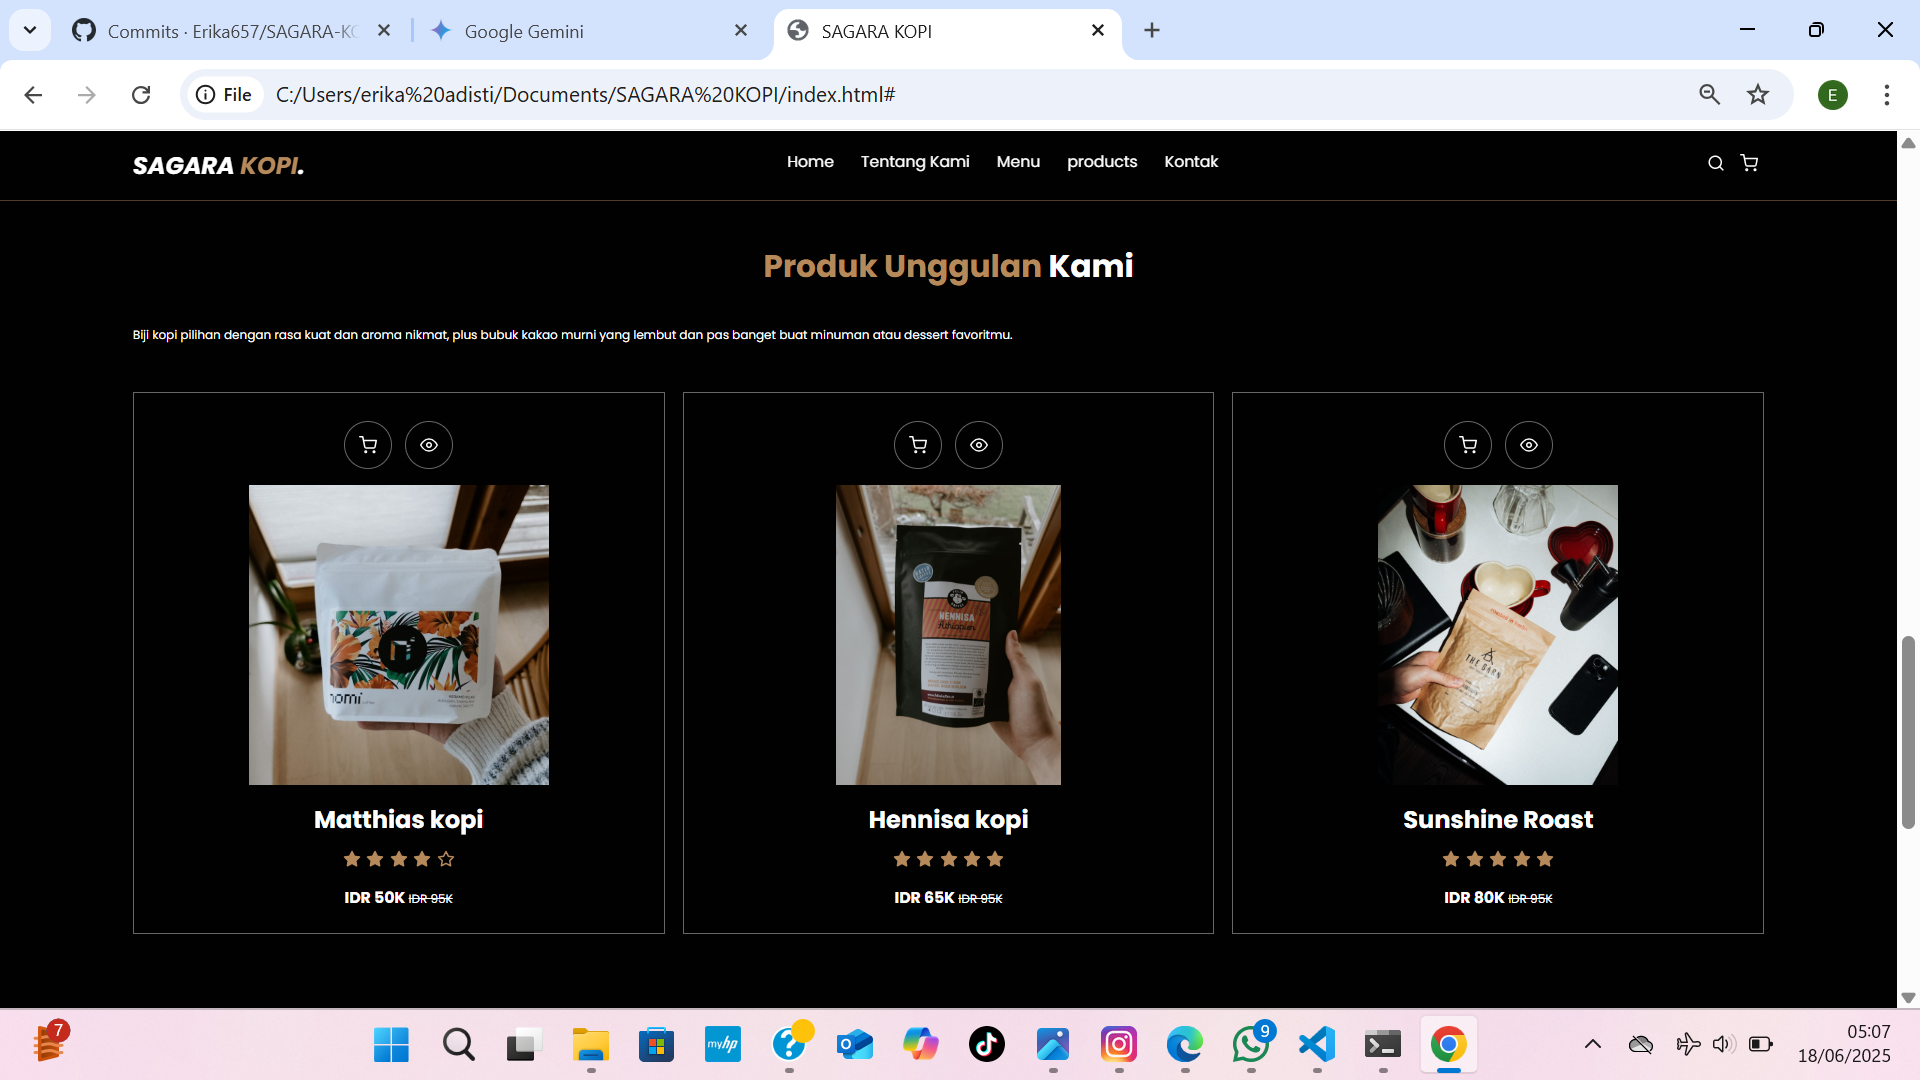 Commits · Erika657/SAGARA-KO
Google Gemini
SAGARA KOPI
File
C:/Users/erika%20adisti/Documents/SAGARA%20KOPI/index.html#
E
SAGARA KOPI.
Home
Tentang Kami
Menu
products
Kontak
Produk Unggulan Kami
Biji kopi pilihan dengan rasa kuat dan aroma nikmat, plus bubuk kakao murni yang lembut dan pas banget buat minuman atau dessert favoritmu.
nomi
HENNISA
THE BARN
Matthias kopi
Hennisa kopi
Sunshine Roast
IDR 50K IDR 95K
IDR 65K IDR 95K
IDR 80K IDR 95K
7
myhp
9
05:07
18/06/2025